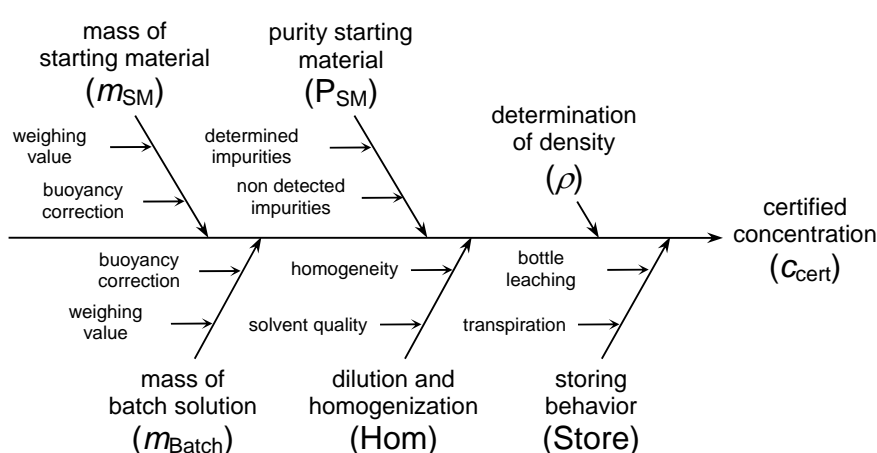 mass of
starting material
(mSM)
weighing
value
buoyancy
correction
purity starting
material
(PSM)
determined
impurities
non detected
impurities
determination
of density
(ρ)
certified
concentration
(ccert)
buoyancy
correction
weighing
value
mass of
batch solution
(mBatch)
homogeneity
solvent quality
dilution and
homogenization
(Hom)
bottle
leaching
transpiration
storing
behavior
(Store)